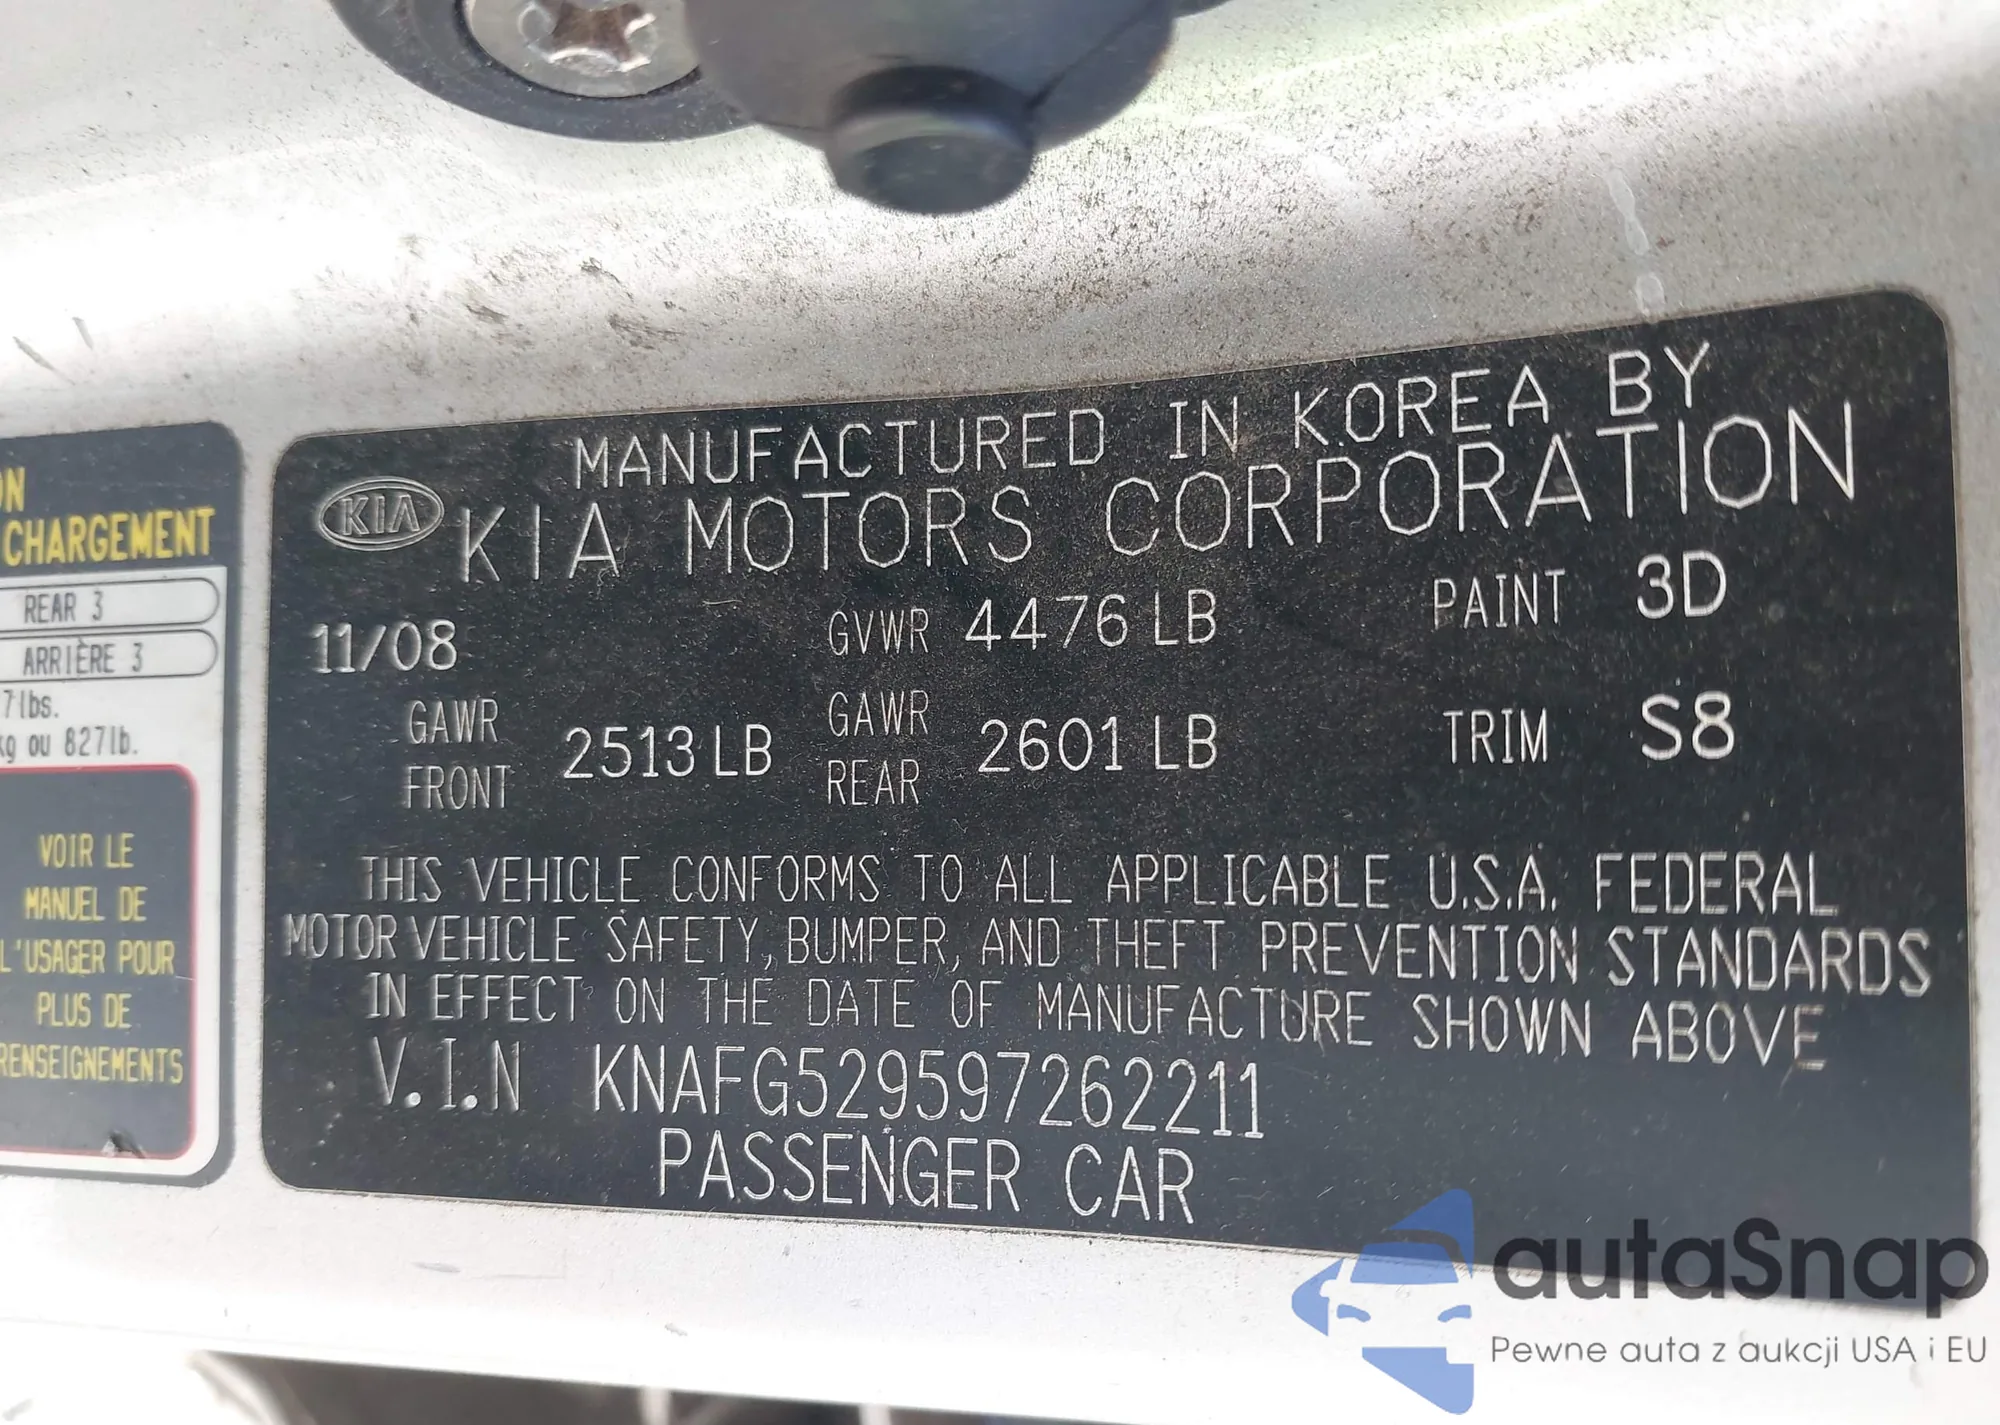 ON
CHARGEMENT
REAR 3
ARRIÈRE 3
7 lbs.
kg ou 827lb.
VOIR LE
MANUEL DE
L'USAGER POUR
PLUS DE
RENSEIGNEMENTS
MANUFACTURED IN KOREA BY
KIA KIA MOTORS CORPORATION
11/08 GVWR 4476 LB PAINT 3D
GAWR FRONT 2513 LB GAWR REAR 2601 LB TRIM S8
THIS VEHICLE CONFORMS TO ALL APPLICABLE U.S.A. FEDERAL
MOTOR VEHICLE SAFETY, BUMPER, AND THEFT PREVENTION STANDARDS
IN EFFECT ON THE DATE OF MANUFACTURE SHOWN ABOVE
V.I.N KNAFG529597262211
PASSENGER CAR
autaSnap
Pewne auta z aukcji USA i EU